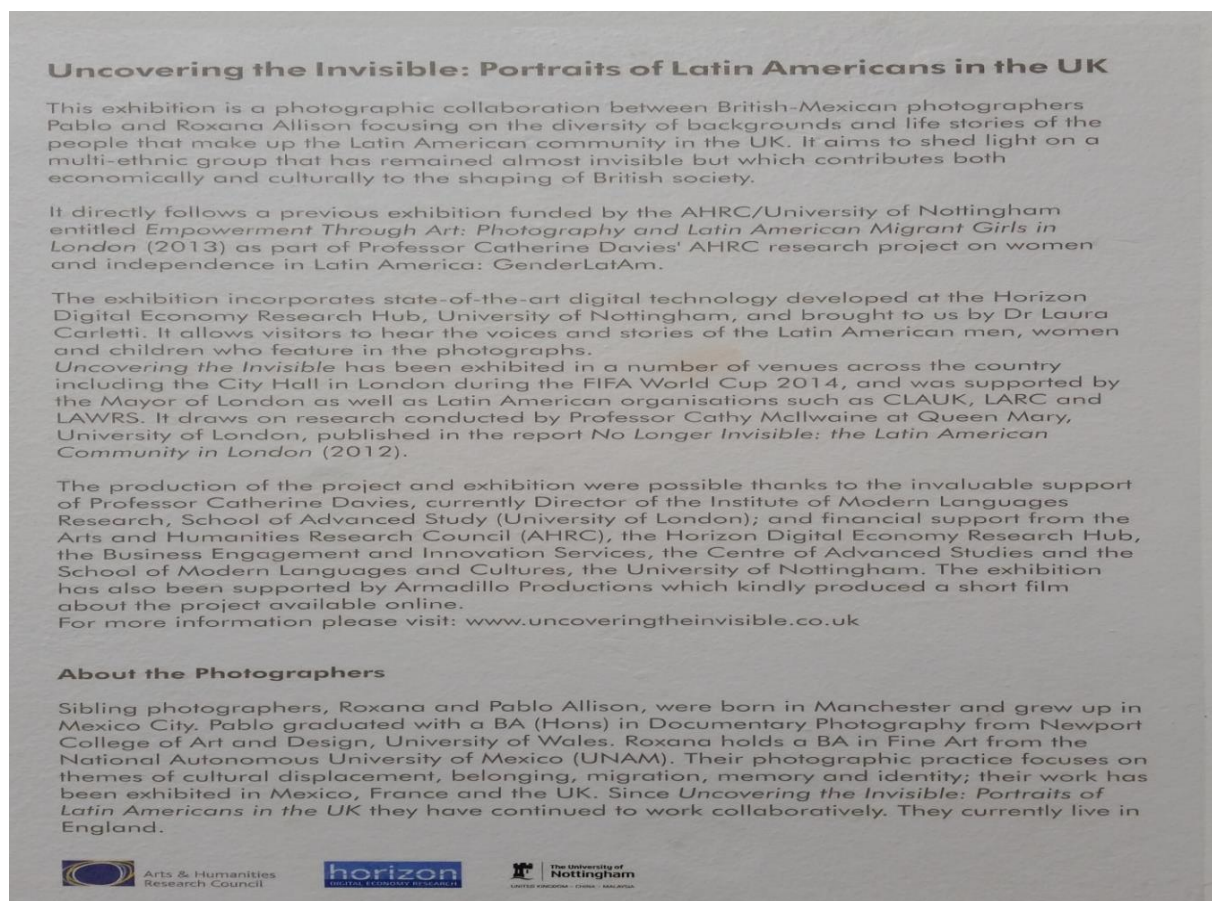 Uncovering the Invisible: Portraits of Latin Americans in the UK
This exhibition is a photographic collaboration between British-Mexican photographers
Pablo and Roxana Allison focusing on the diversity of backgrounds and life stories of the
people that make up the Latin American community in the UK. It aims to shed light on a
multi-ethnic group that has remained almost invisible but which contributes both
economically and culturally to the shaping of British society.
It directly follows a previous exhibition funded by the AHRC/University of Nottingham
entitled Empowerment Through Art: Photography and Latin American Migrant Girls in
London (2013) as part of Professor Catherine Davies' AHRC research project on women
and independence in Latin America: GenderLatAm.
The exhibition incorporates state-of-the-art digital technology developed at the Horizon
Digital Economy Research Hub, University of Nottingham, and brought to us by Dr Laura
Carletti. It allows visitors to hear the voices and stories of the Latin American men, women
and children who feature in the photographs.
Uncovering the Invisible has been exhibited in a number of venues across the country
including the City Hall in London during the FIFA World Cup 2014, and was supported by
the Mayor of London as well as Latin American organisations such as CLAUK, LARC and
LAWRS. It draws on research conducted by Professor Cathy McIlwaine at Queen Mary,
University of London, published in the report No Longer Invisible: the Latin American
Community in London (2012).
The production of the project and exhibition were possible thanks to the invaluable support
of Professor Catherine Davies, currently Director of the Institute of Modern Languages
Research, School of Advanced Study (University of London); and financial support from the
Arts and Humanities Research Council (AHRC), the Horizon Digital Economy Research Hub,
the Business Engagement and Innovation Services, the Centre of Advanced Studies and the
School of Modern Languages and Cultures, the University of Nottingham. The exhibition
has also been supported by Armadillo Productions which kindly produced a short film
about the project available online.
For more information please visit: www.uncoveringtheinvisible.co.uk
About the Photographers
Sibling photographers, Roxana and Pablo Allison, were born in Manchester and grew up in
Mexico City. Pablo graduated with a BA (Hons) in Documentary Photography from Newport
College of Art and Design, University of Wales. Roxana holds a BA in Fine Art from the
National Autonomous University of Mexico (UNAM). Their photographic practice focuses on
themes of cultural displacement, belonging, migration, memory and identity; their work has
been exhibited in Mexico, France and the UK. Since Uncovering the Invisible: Portraits of
Latin Americans in the UK they have continued to work collaboratively. They currently live in
England.
Arts & Humanities
Research Council
horizon
DIGITAL ECONOMY RESEARCH
The University of
Nottingham
UNITED KINGDOM · CHINA · MALAYSIA